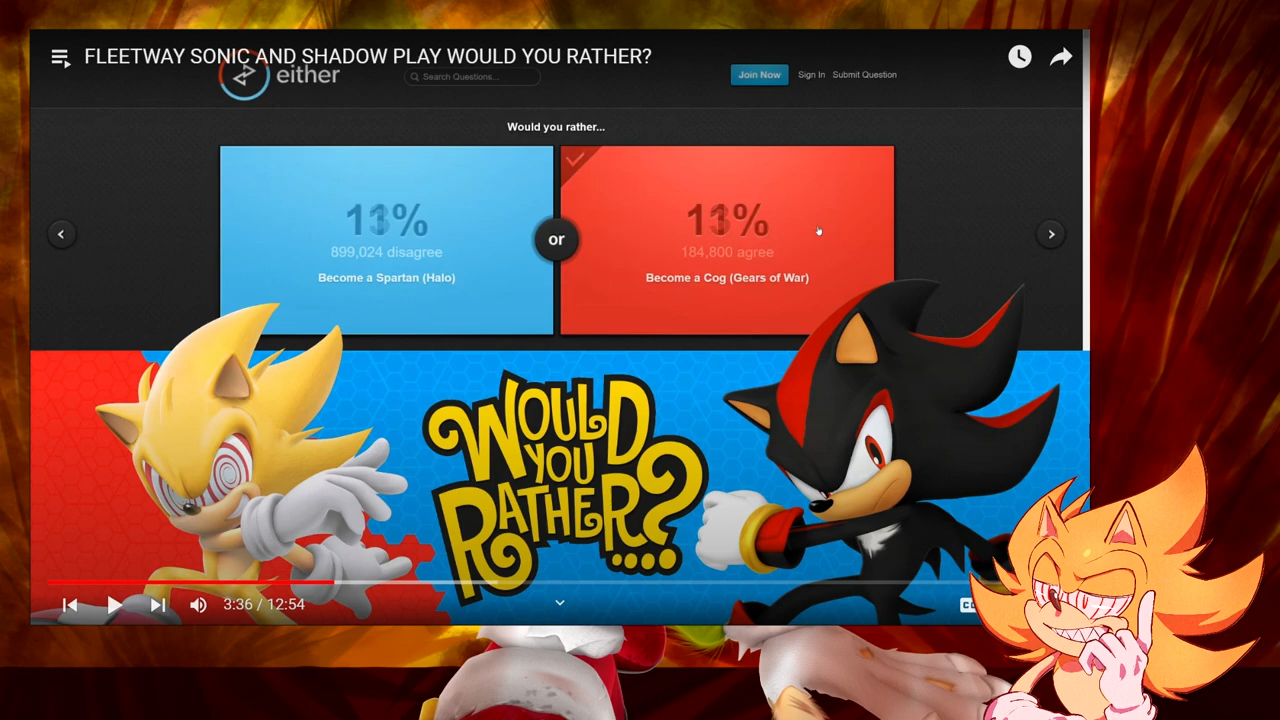 FLEETWAY SONIC AND SHADOW PLAY WOULD YOU RATHER?
either
Search Questions...
Join Now
Sign In
Submit Question
Would you rather...
899,024 disagree
Become a Spartan (Halo)
or
184,800 agree
Become a Cog (Gears of War)
WOULD
YOU
RATHER?....
3:36 / 12:54